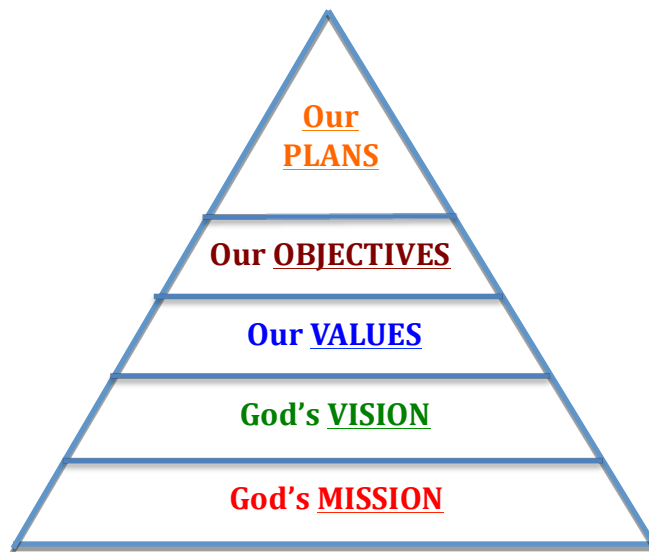 Our
PLANS
Our OBJECTIVES
Our VALUES
God’s VISION
God’s MISSION